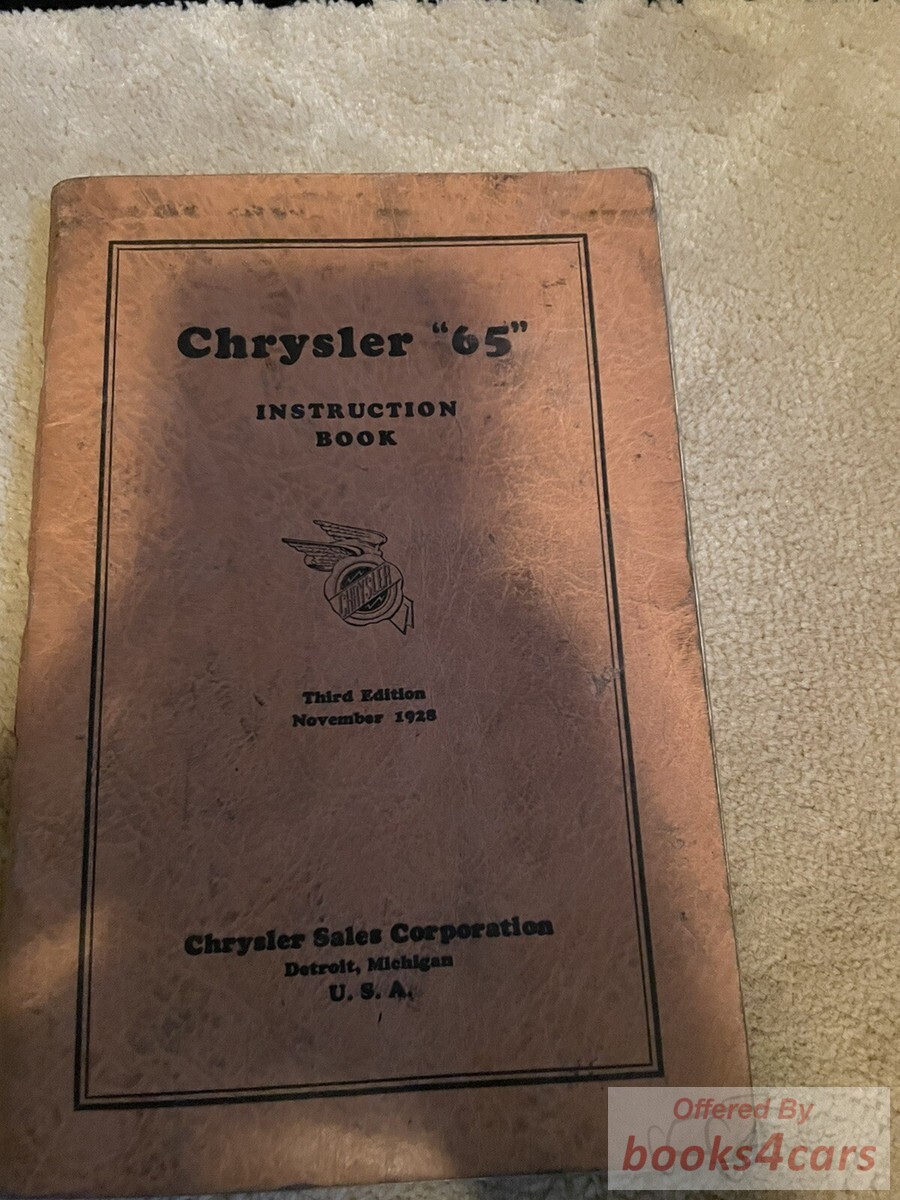 Chrysler “65”
INSTRUCTION
BOOK
CHRYSLER
Third Edition
November 1928
Chrysler Sales Corporation
Detroit, Michigan
U. S. A.
Offered By
books4cars